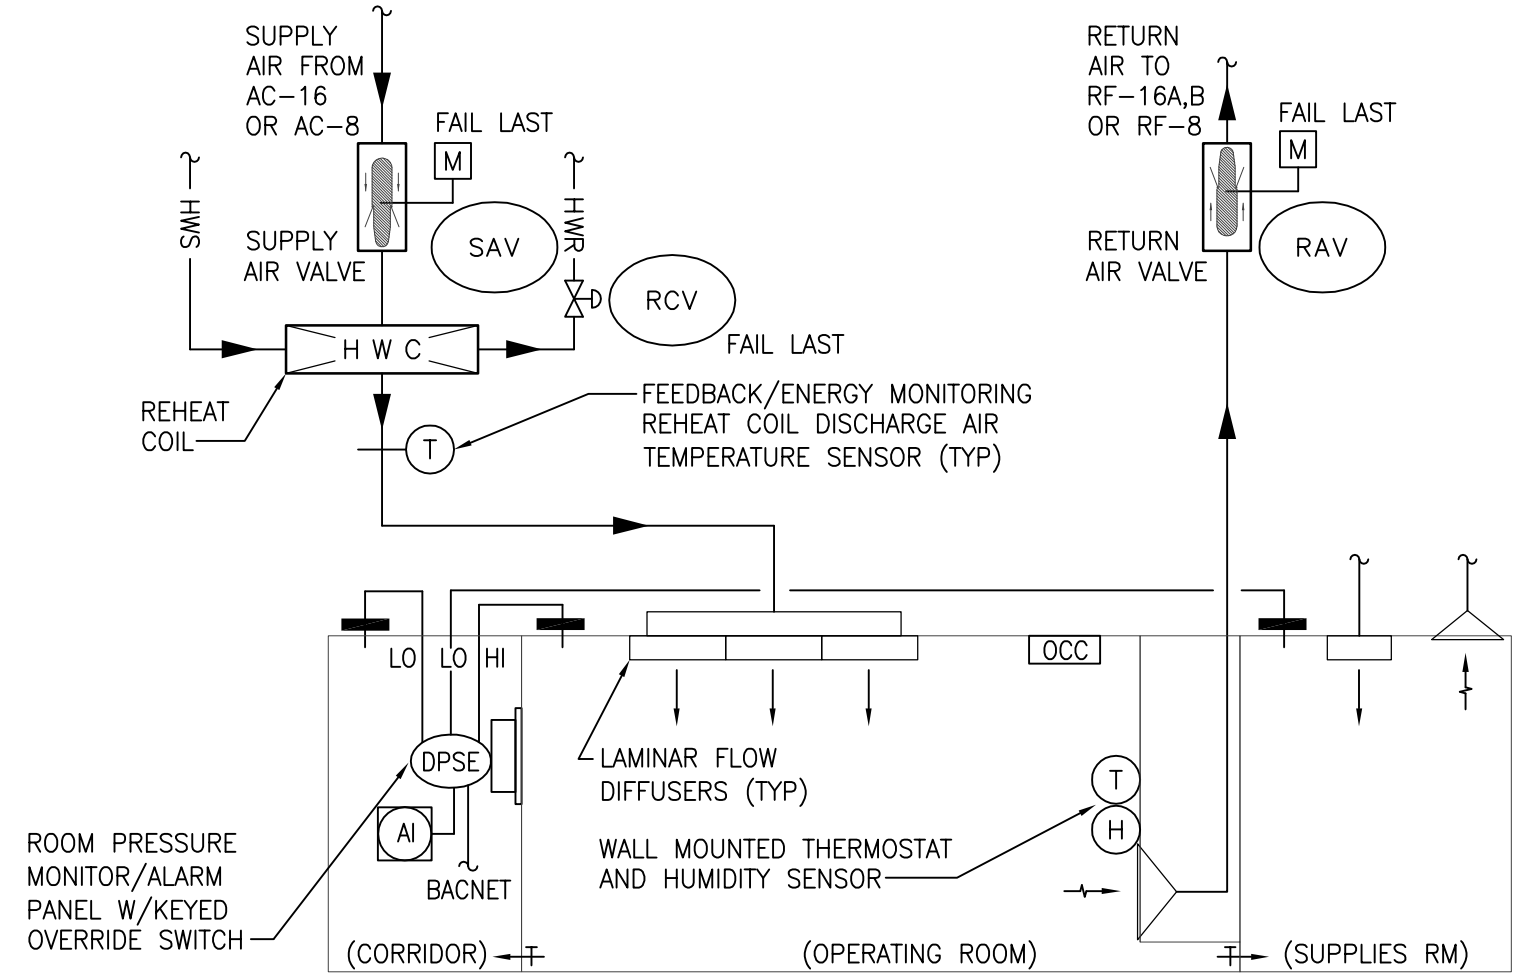 SUPPLY
AIR FROM
AC-16
OR AC-8
FAIL LAST
M
HWS
SUPPLY
AIR VALVE
SAV
HWR
RCV
FAIL LAST
H W C
REHEAT
COIL
T
FEEDBACK/ENERGY MONITORING
REHEAT COIL DISCHARGE AIR
TEMPERATURE SENSOR (TYP)
RETURN
AIR TO
RF-16A,B
OR RF-8
FAIL LAST
M
RETURN
AIR VALVE
RAV
LO
LO
HI
OCC
DPSE
AI
BACNET
ROOM PRESSURE
MONITOR/ALARM
PANEL W/KEYED
OVERRIDE SWITCH
LAMINAR FLOW
DIFFUSERS (TYP)
T
H
WALL MOUNTED THERMOSTAT
AND HUMIDITY SENSOR
(CORRIDOR)
(OPERATING ROOM)
(SUPPLIES RM)